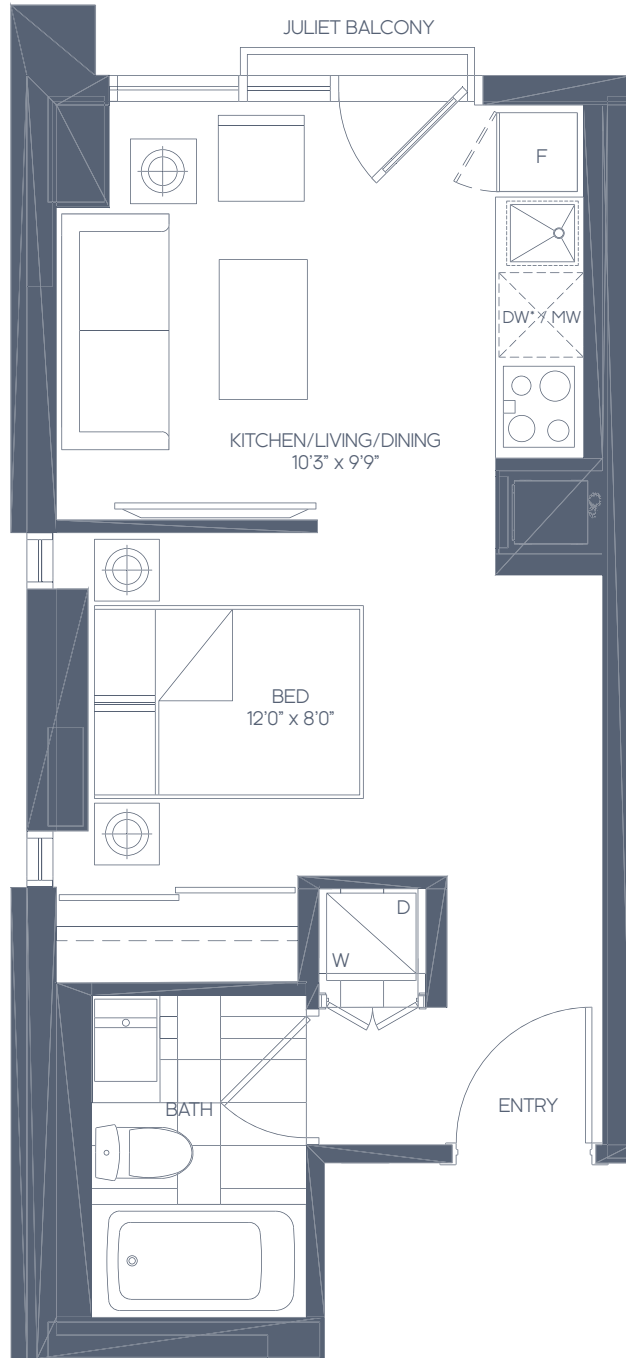 JULIET BALCONY
F
DW* / MW
KITCHEN/LIVING/DINING
10'3" x 9'9"
BED
12'0" x 8'0"
D
W
BATH
ENTRY